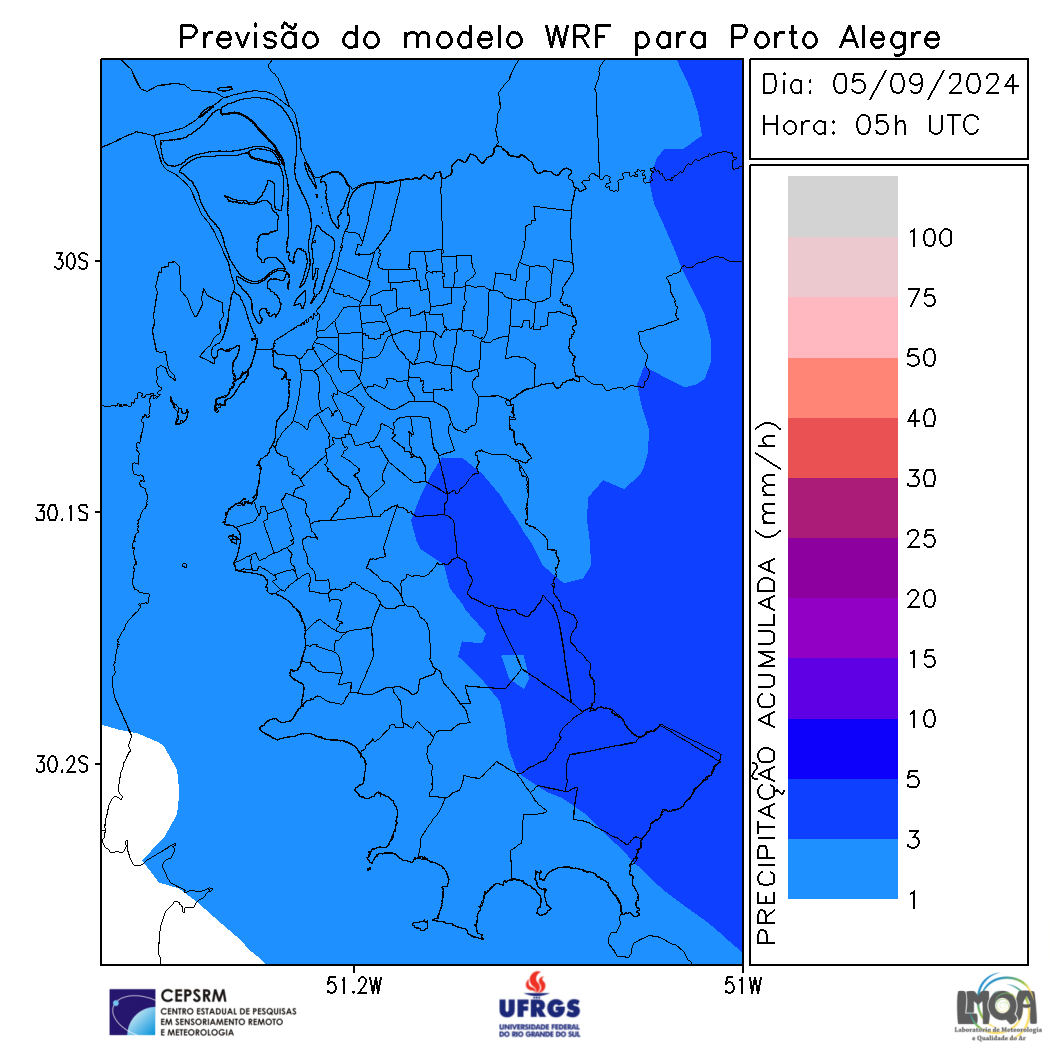 Previsão do modelo WRF para Porto Alegre
Dia: 05/09/2024
Hora: 05h UTC
30S
30.1S
30.2S
51.2W
51W
PRECIPITAÇÃO ACUMULADA (mm/h)
100
75
50
40
30
25
20
15
10
5
3
1
CEPSRM
CENTRO ESTADUAL DE PESQUISAS
EM SENSORIAMENTO REMOTO
E METEOROLOGIA
UFRGS
UNIVERSIDADE FEDERAL
DO RIO GRANDE DO SUL
LMQA
Laboratório de Meteorologia
e Qualidade do Ar